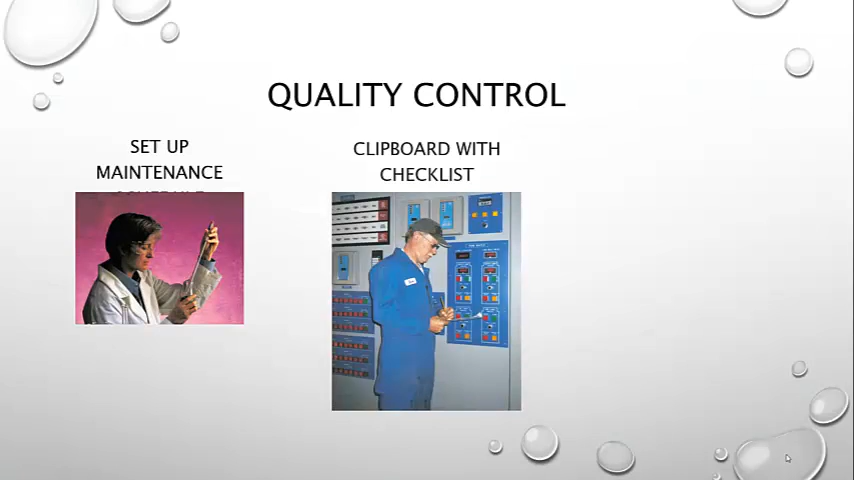 QUALITY CONTROL
SET UP
MAINTENANCE
CLIPBOARD WITH
CHECKLIST